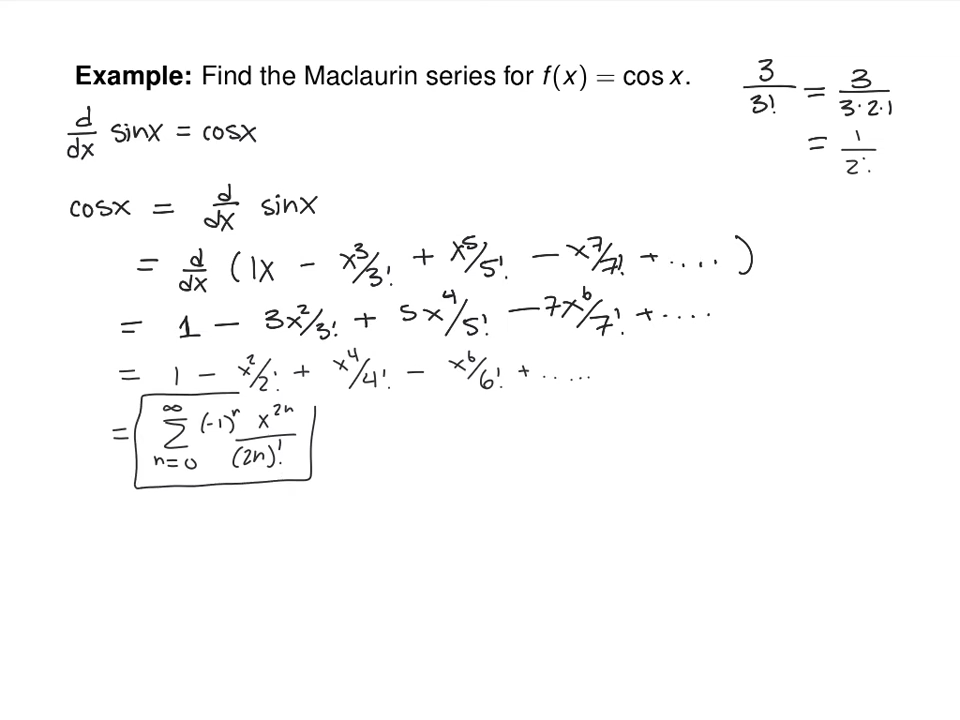 Example: Find the Maclaurin series for f(x) = cos x.
3/3! = 3/3·2·1
= 1/2!
d/dx sinx = cosx
cosx = d/dx sinx
= d/dx (1x - x³/3! + x⁵/5! - x⁷/7! + ....)
= 1 - 3x²/3! + 5x⁴/5! - 7x⁶/7! + ....
= 1 - x²/2! + x⁴/4! - x⁶/6! + .....
= ∞ Σ n=0 (-1)ⁿ x²ⁿ/(2n)!